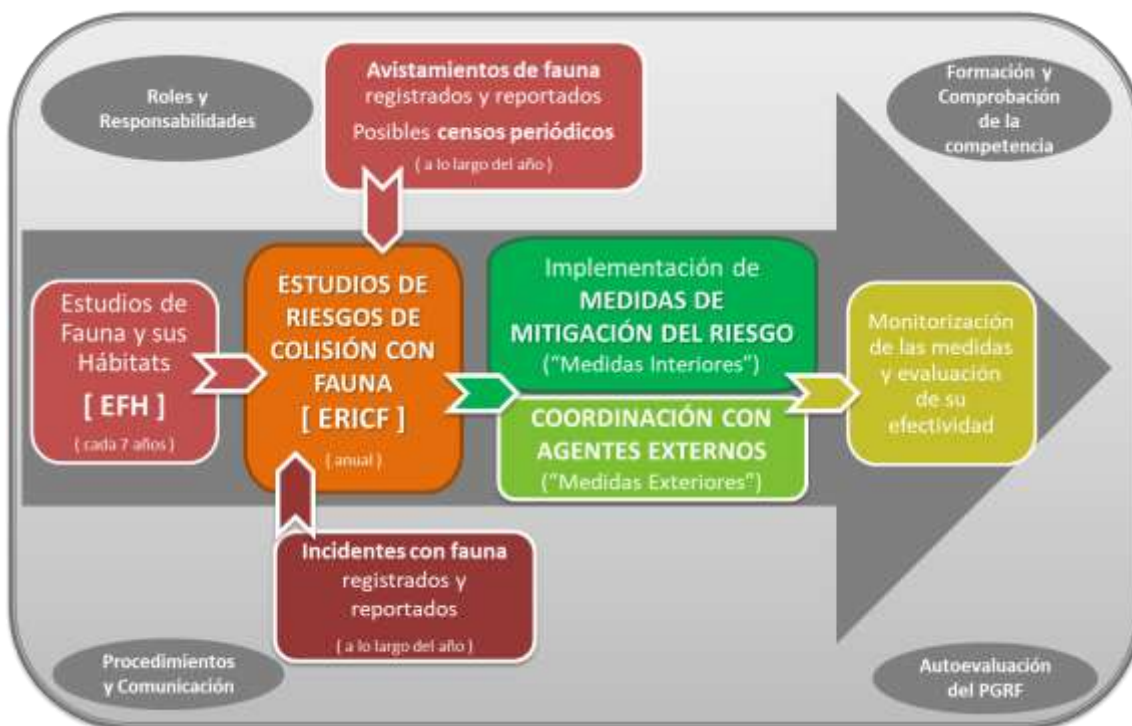 Roles y
Responsabilidades
Avistamientos de fauna
registrados y reportados
Posibles censos periódicos
( a lo largo del año )
Formación y
Comprobación
de la
competencia
Estudios de
Fauna y sus
Hábitats
[ EFH ]
( cada 7 años )
ESTUDIOS DE
RIESGOS DE
COLISIÓN CON
FAUNA
[ ERICF ]
( anual )
Implementación de
MEDIDAS DE
MITIGACIÓN DEL RIESGO
("Medidas Interiores")
COORDINACIÓN CON
AGENTES EXTERNOS
("Medidas Exteriores")
Monitorización
de las medidas
y evaluación
de su
efectividad
Incidentes con fauna
registrados y
reportados
( a lo largo del año )
Procedimientos
y Comunicación
Autoevaluación
del PGRF